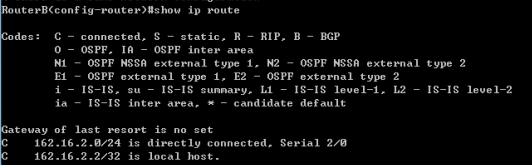 RouterB(config-router)#show ip route
Codes:  C - connected, S - static, R - RIP, B - BGP
O - OSPF, IA - OSPF inter area
N1 - OSPF NSSA external type 1, N2 - OSPF NSSA external type 2
E1 - OSPF external type 1, E2 - OSPF external type 2
i - IS-IS, su - IS-IS summary, L1 - IS-IS level-1, L2 - IS-IS level-2
ia - IS-IS inter area, * - candidate default
Gateway of last resort is no set
C    162.16.2.0/24 is directly connected, Serial 2/0
C    162.16.2.2/32 is local host.